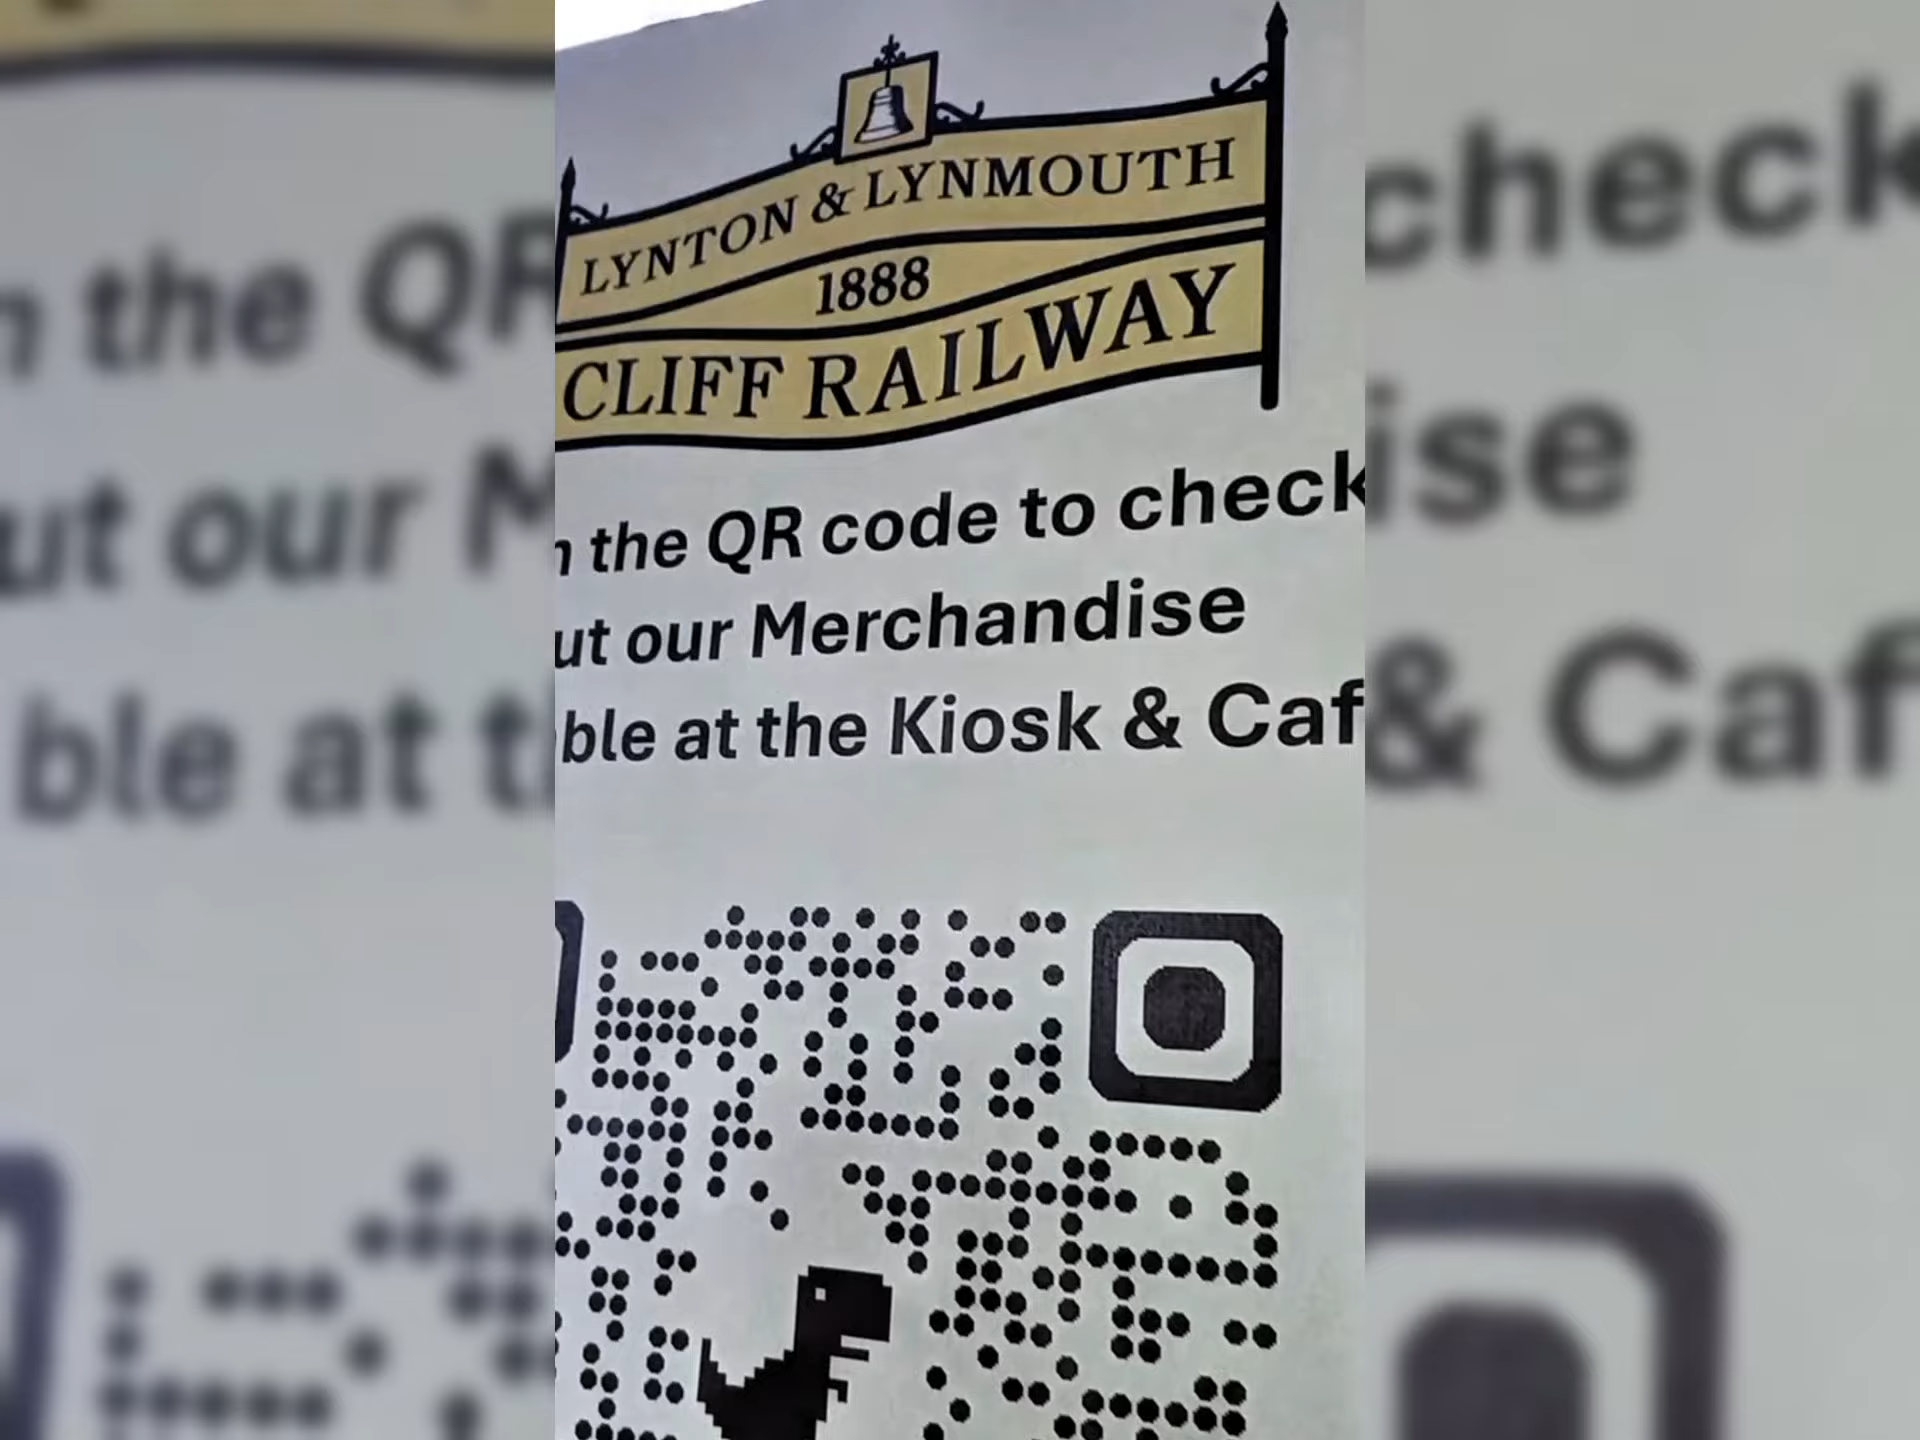 LYNTON & LYNMOUTH
1888
CLIFF RAILWAY
n the QR code to check
ut our Merchandise
ble at the Kiosk & Caf